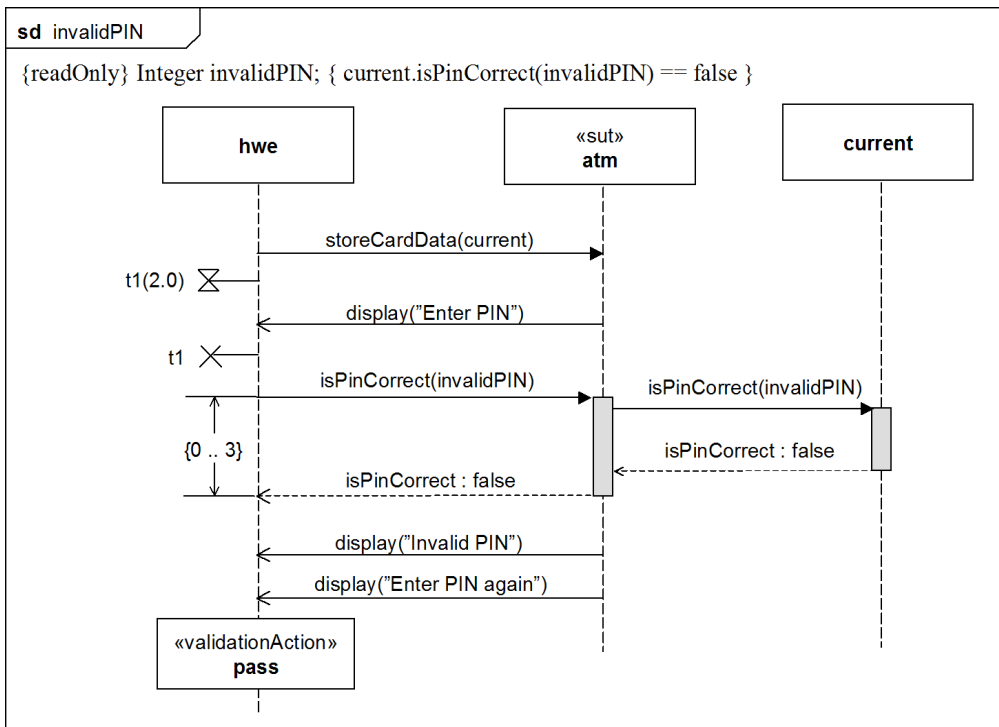 sd invalidPIN
{readOnly} Integer invalidPIN; { current.isPinCorrect(invalidPIN) == false }
hwe
«sut»
atm
current
storeCardData(current)
t1(2.0)
display("Enter PIN")
t1
isPinCorrect(invalidPIN)
isPinCorrect(invalidPIN)
{0 .. 3}
isPinCorrect : false
isPinCorrect : false
display("Invalid PIN")
display("Enter PIN again")
«validationAction»
pass